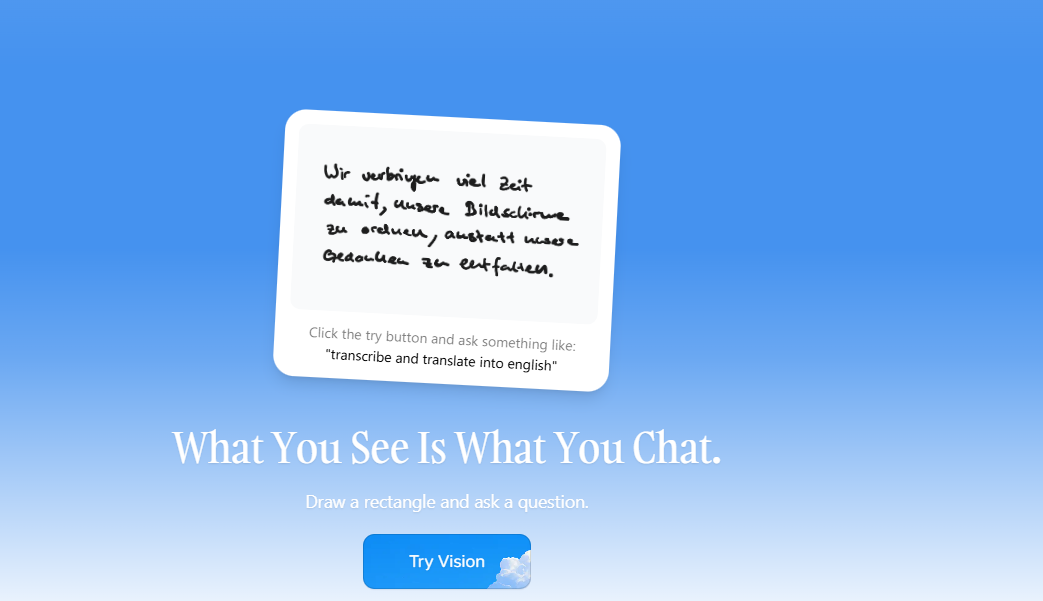 Wir verbringen viel Zeit
damit, unsere Bildschirme
zu ordnen, anstatt unsere
Gedanken zu entfalten.
Click the try button and ask something like:
"transcribe and translate into english"
What You See Is What You Chat.
Draw a rectangle and ask a question.
Try Vision